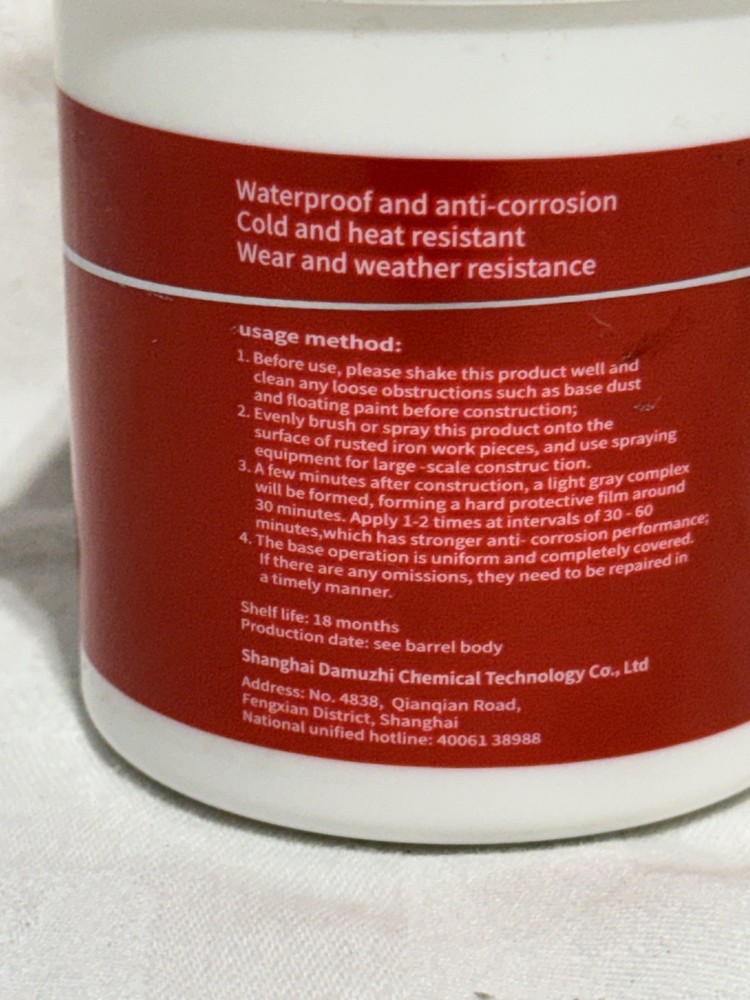 Waterproof and anti-corrosion
Cold and heat resistant
Wear and weather resistance
usage method:
1. Before use, please shake this product well and
clean any loose obstructions such as base dust
and floating paint before construction;
2. Evenly brush or spray this product onto the
surface of rusted iron work pieces, and use spraying
equipment for large -scale construc tion.
3. A few minutes after construction, a light gray complex
will be formed, forming a hard protective film around
30 minutes. Apply 1-2 times at intervals of 30 - 60
minutes,which has stronger anti- corrosion performance;
4. The base operation is uniform and completely covered.
If there are any omissions, they need to be repaired in
a timely manner.
Shelf life: 18 months
Production date: see barrel body
Shanghai Damuzhi Chemical Technology Co., Ltd
Address: No. 4838, Qianqian Road,
Fengxian District, Shanghai
National unified hotline: 40061 38988